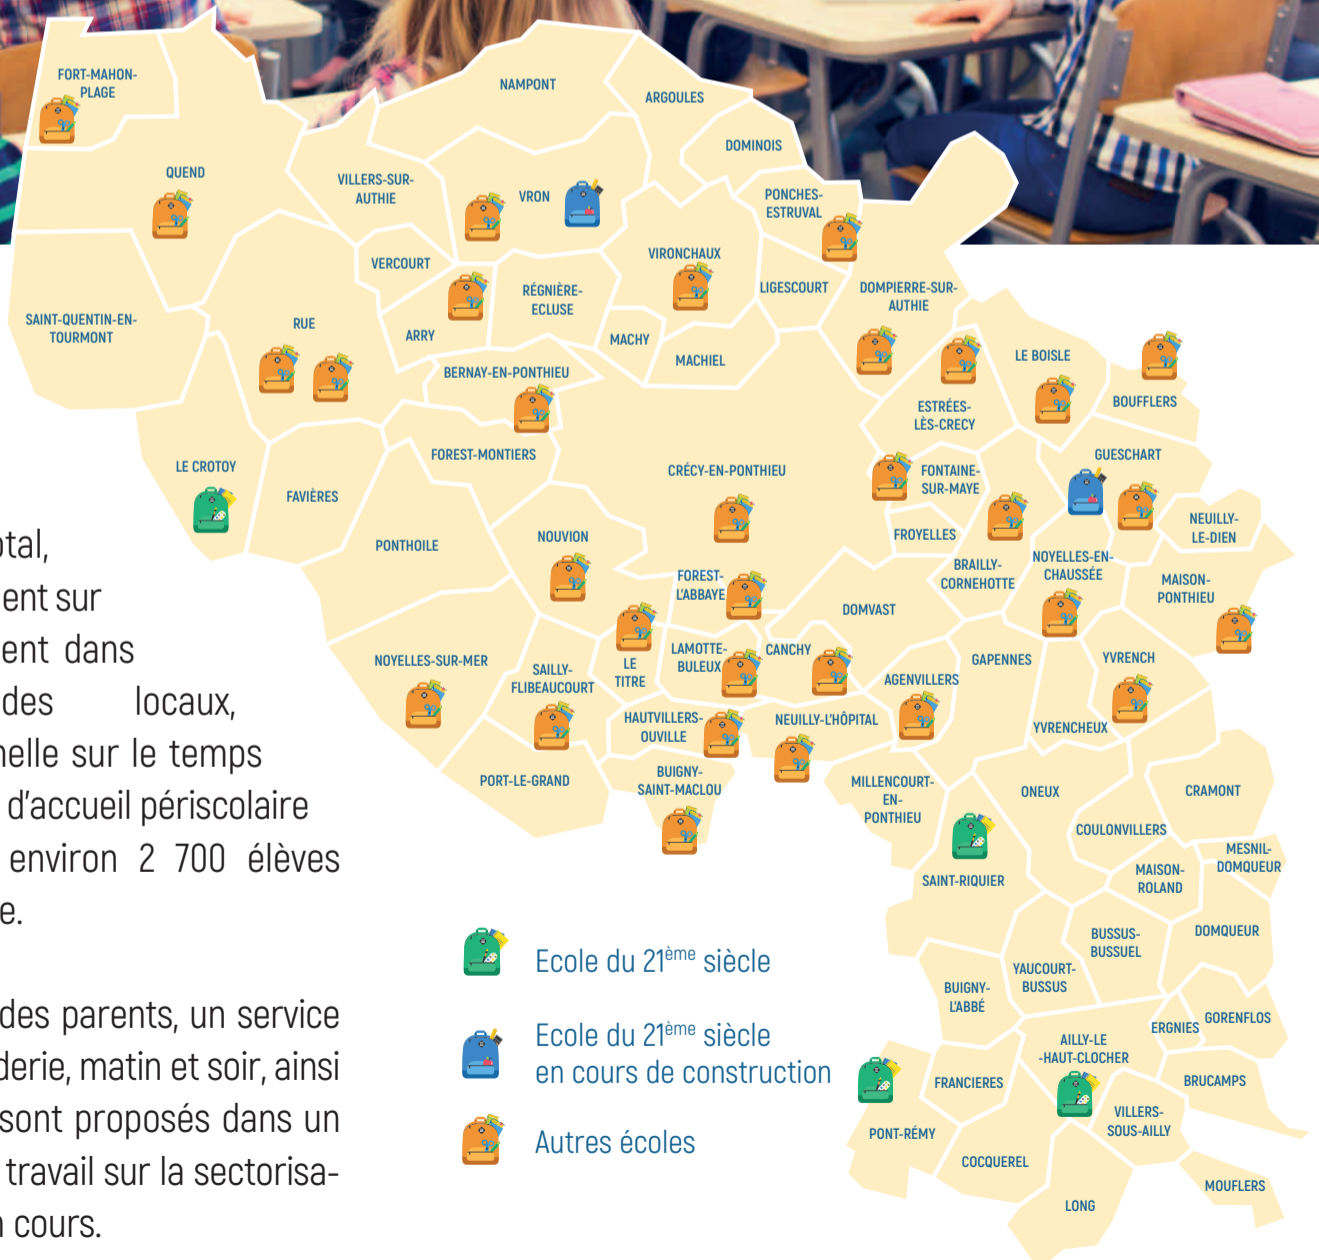 FORT-MAHON-
PLAGE
NAMPONT
ARGOULES
DOMINOIS
QUEND
VILLERS-SUR-
AUTHIE
VRON
PONCHES-
ESTRUVAL
VERCOURT
VIRONCHAUX
RÉGNIÈRE-
ECLUSE
LIGESCOURT
DOMPIERRE-SUR-
AUTHIE
SAINT-QUENTIN-EN-
TOURMONT
RUE
ARRY
MACHY
MACHIEL
LE BOISLE
BERNAY-EN-PONTHIEU
BOUFFLERS
ESTRÉES-
LÈS-CRECY
FOREST-MONTIERS
GUESCHART
LE CROTOY
CRÉCY-EN-PONTHIEU
FONTAINE-
SUR-MAYE
FAVIÈRES
NEUILLY-
LE-DIEN
PONTHOILE
NOUVION
FROYELLES
BRAILLY-
CORNEHOTTE
NOYELLES-EN-
CHAUSSÉE
FOREST-
L'ABBAYE
MAISON-
PONTHIEU
DOMVAST
NOYELLES-SUR-MER
SAILLY-
FLIBEAUCOURT
LE
TITRE
LAMOTTE-
BULEUX
CANCHY
GAPENNES
YVRENCH
AGENVILLERS
HAUTVILLERS-
OUVILLE
NEUILLY-L'HÔPITAL
YVRENCHEUX
PORT-LE-GRAND
BUIGNY-
SAINT-MACLOU
MILLENCOURT-
EN-
PONTHIEU
ONEUX
CRAMONT
COULONVILLERS
MESNIL-
DOMQUEUR
MAISON-
ROLAND
SAINT-RIQUIER
BUSSUS-
BUSSUEL
DOMQUEUR
YAUCOURT-
BUSSUS
BUIGNY-
L'ABBÉ
ERGNIES
GORENFLOS
AILLY-LE
-HAUT-CLOCHER
FRANCIERES
BRUCAMPS
VILLERS-
SOUS-AILLY
PONT-RÉMY
COCQUEREL
MOUFLERS
LONG
otal,
ent sur
ent dans
des locaux,
nelle sur le temps
d'accueil périscolaire
environ 2 700 élèves
e.
des parents, un service
derie, matin et soir, ainsi
sont proposés dans un
travail sur la sectorisa-
n cours.
Ecole du 21ème siècle
Ecole du 21ème siècle
en cours de construction
Autres écoles